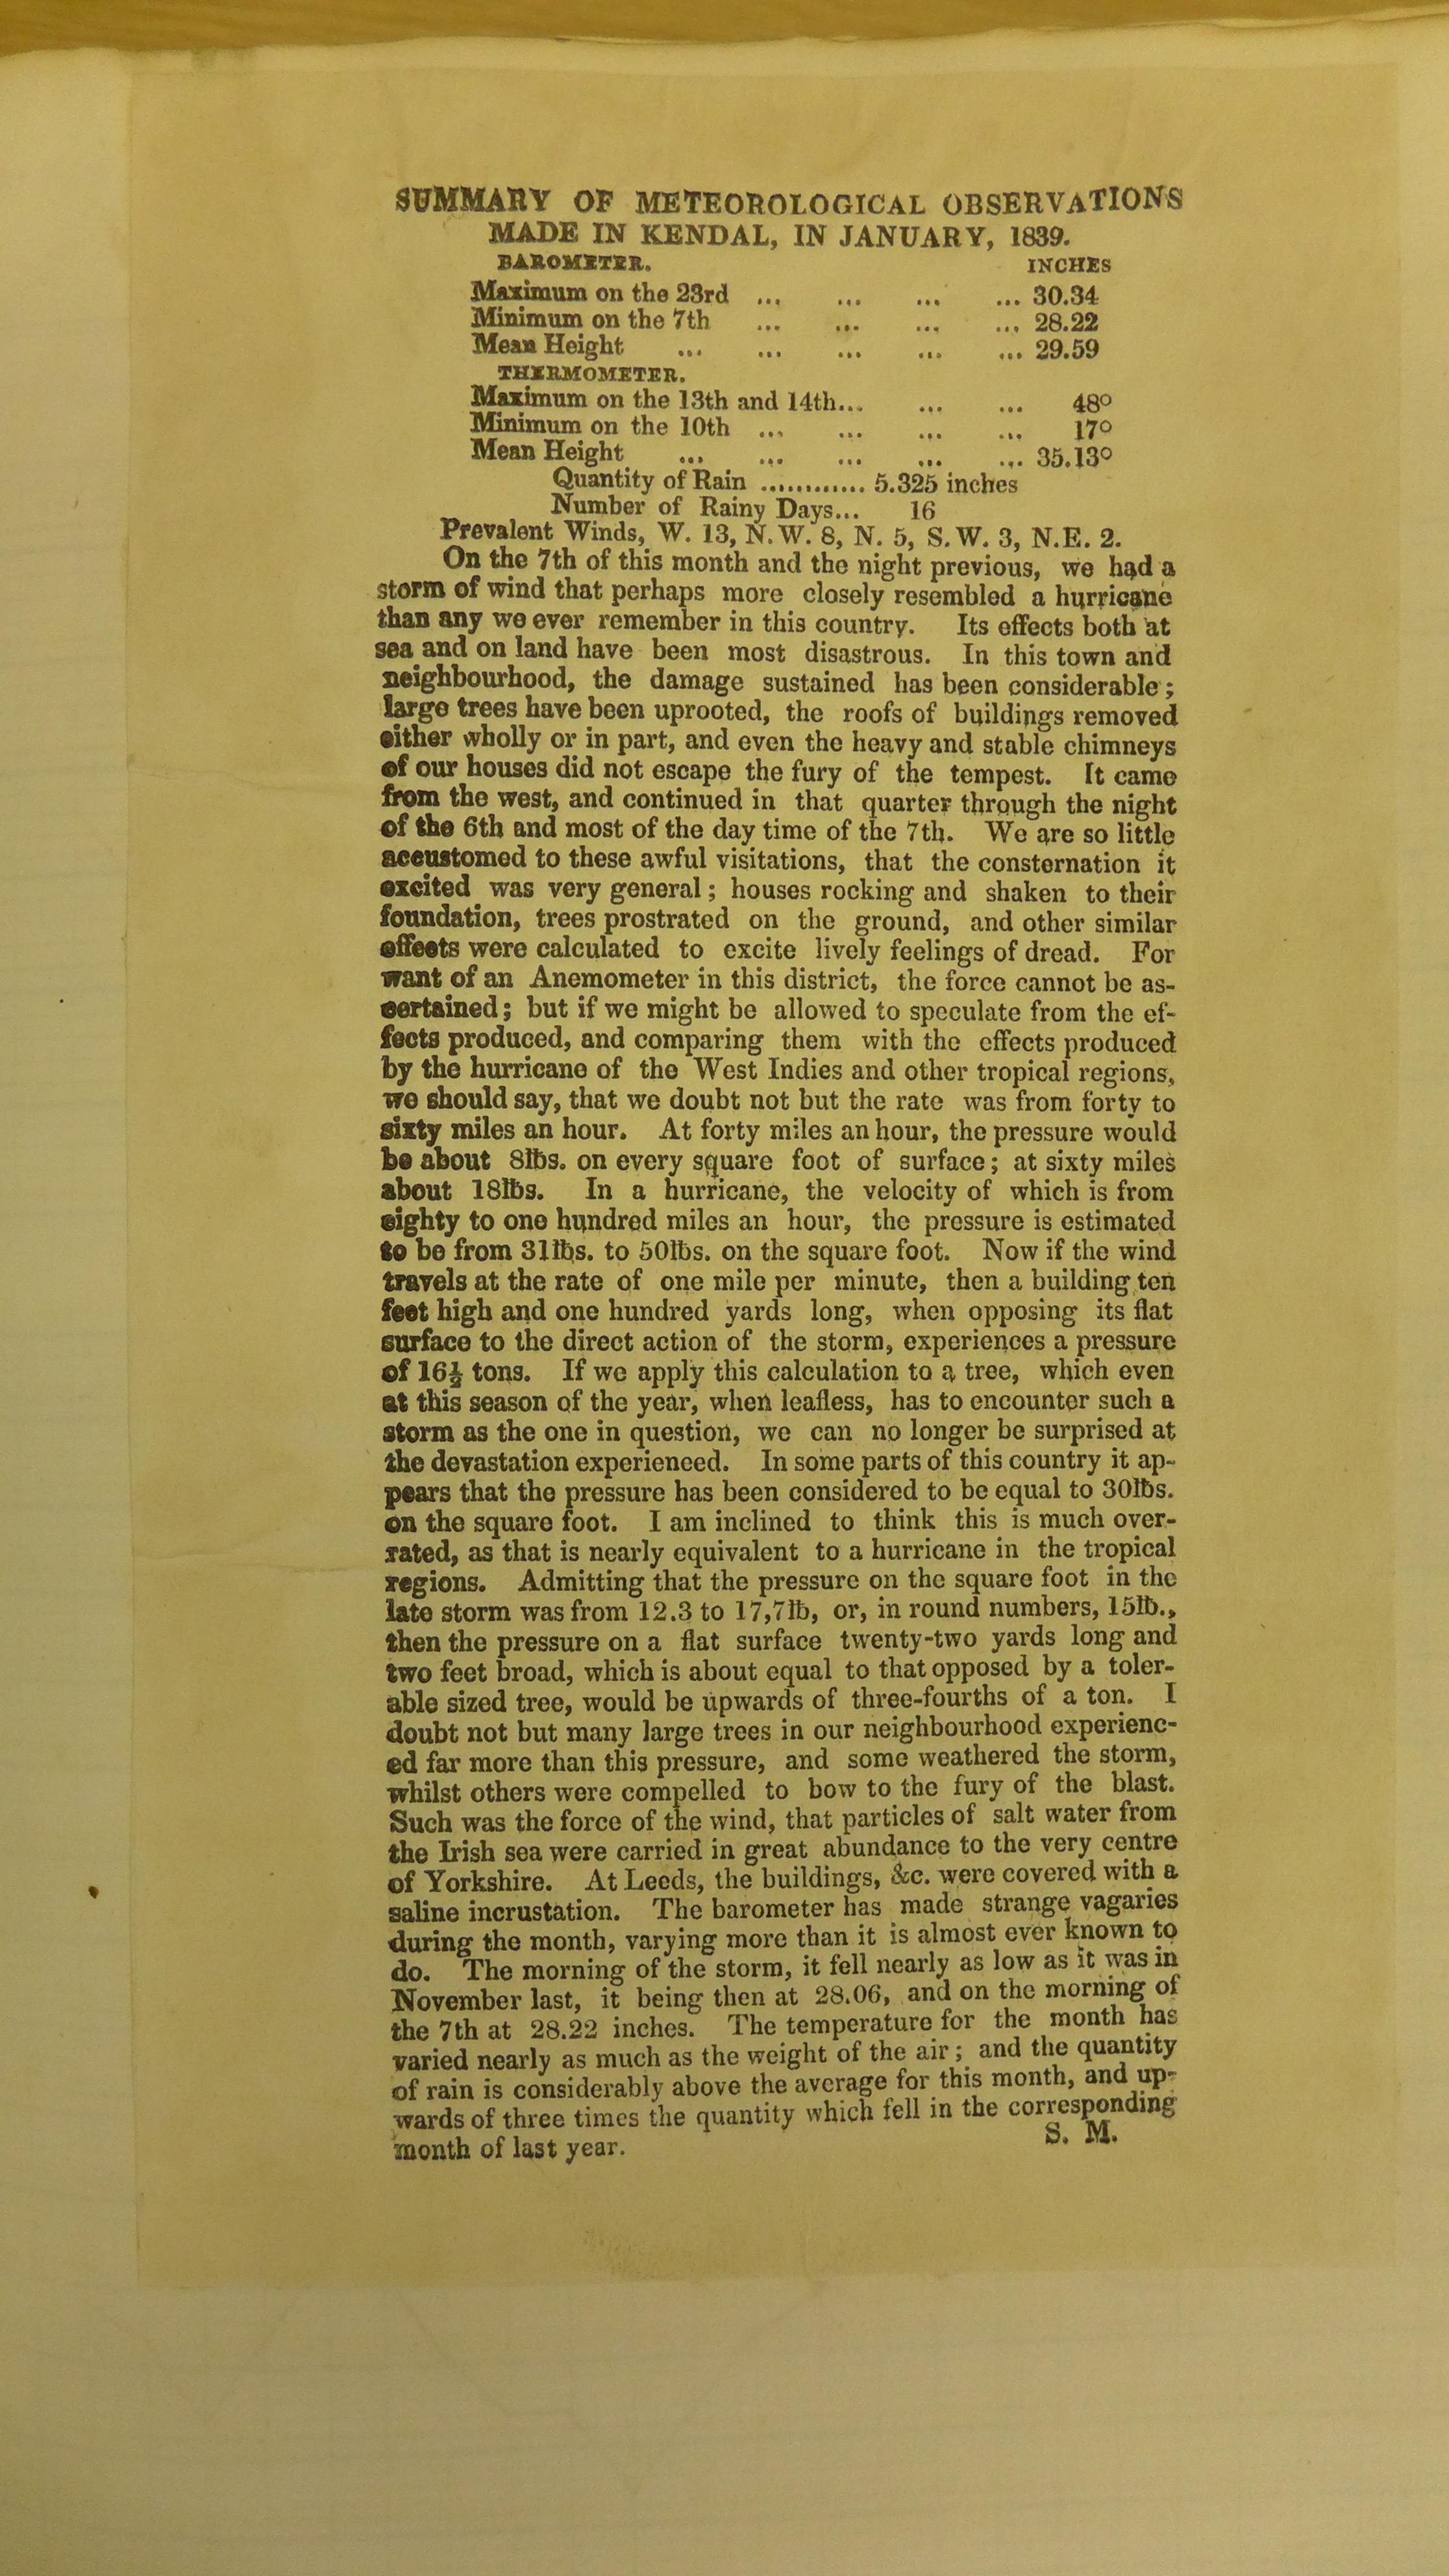 SUMMARY OF METEOROLOGICAL OBSERVATIONS
MADE IN KENDAL, IN JANUARY, 1839.
BAROMETER. INCHES
Maximum on the 23rd ... ... ... ... 30.34
Minimum on the 7th ... ... ... ... 28.22
Mean Height ... ... ... ... ... 29.59
THERMOMETER.
Maximum on the 13th and 14th... ... ... 48°
Minimum on the 10th ... ... ... ... 17°
Mean Height ... ... ... ... ... 35.13°
Quantity of Rain ............ 5.325 inches
Number of Rainy Days... 16
Prevalent Winds, W. 13, N.W. 8, N. 5, S.W. 3, N.E. 2.
On the 7th of this month and the night previous, we had a
storm of wind that perhaps more closely resembled a hurricane
than any we ever remember in this country. Its effects both at
sea and on land have been most disastrous. In this town and
neighbourhood, the damage sustained has been considerable;
large trees have been uprooted, the roofs of buildings removed
either wholly or in part, and even the heavy and stable chimneys
of our houses did not escape the fury of the tempest. It came
from the west, and continued in that quarter through the night
of the 6th and most of the day time of the 7th. We are so little
accustomed to these awful visitations, that the consternation it
excited was very general; houses rocking and shaken to their
foundation, trees prostrated on the ground, and other similar
effects were calculated to excite lively feelings of dread. For
want of an Anemometer in this district, the force cannot be as-
certained; but if we might be allowed to speculate from the ef-
fects produced, and comparing them with the effects produced
by the hurricane of the West Indies and other tropical regions,
we should say, that we doubt not but the rate was from forty to
sixty miles an hour. At forty miles an hour, the pressure would
be about 8lbs. on every square foot of surface; at sixty miles
about 18lbs. In a hurricane, the velocity of which is from
eighty to one hundred miles an hour, the pressure is estimated
to be from 31lbs. to 50lbs. on the square foot. Now if the wind
travels at the rate of one mile per minute, then a building ten
feet high and one hundred yards long, when opposing its flat
surface to the direct action of the storm, experiences a pressure
of 16½ tons. If we apply this calculation to a tree, which even
at this season of the year, when leafless, has to encounter such a
storm as the one in question, we can no longer be surprised at
the devastation experienced. In some parts of this country it ap-
pears that the pressure has been considered to be equal to 30lbs.
on the square foot. I am inclined to think this is much over-
rated, as that is nearly equivalent to a hurricane in the tropical
regions. Admitting that the pressure on the square foot in the
late storm was from 12.3 to 17,7lb, or, in round numbers, 15lb.,
then the pressure on a flat surface twenty-two yards long and
two feet broad, which is about equal to that opposed by a toler-
able sized tree, would be upwards of three-fourths of a ton. I
doubt not but many large trees in our neighbourhood experienc-
ed far more than this pressure, and some weathered the storm,
whilst others were compelled to bow to the fury of the blast.
Such was the force of the wind, that particles of salt water from
the Irish sea were carried in great abundance to the very centre
of Yorkshire. At Leeds, the buildings, &c. were covered with a
saline incrustation. The barometer has made strange vagaries
during the month, varying more than it is almost ever known to
do. The morning of the storm, it fell nearly as low as it was in
November last, it being then at 28.06, and on the morning of
the 7th at 28.22 inches. The temperature for the month has
varied nearly as much as the weight of the air; and the quantity
of rain is considerably above the average for this month, and up-
wards of three times the quantity which fell in the corresponding
month of last year. S. M.